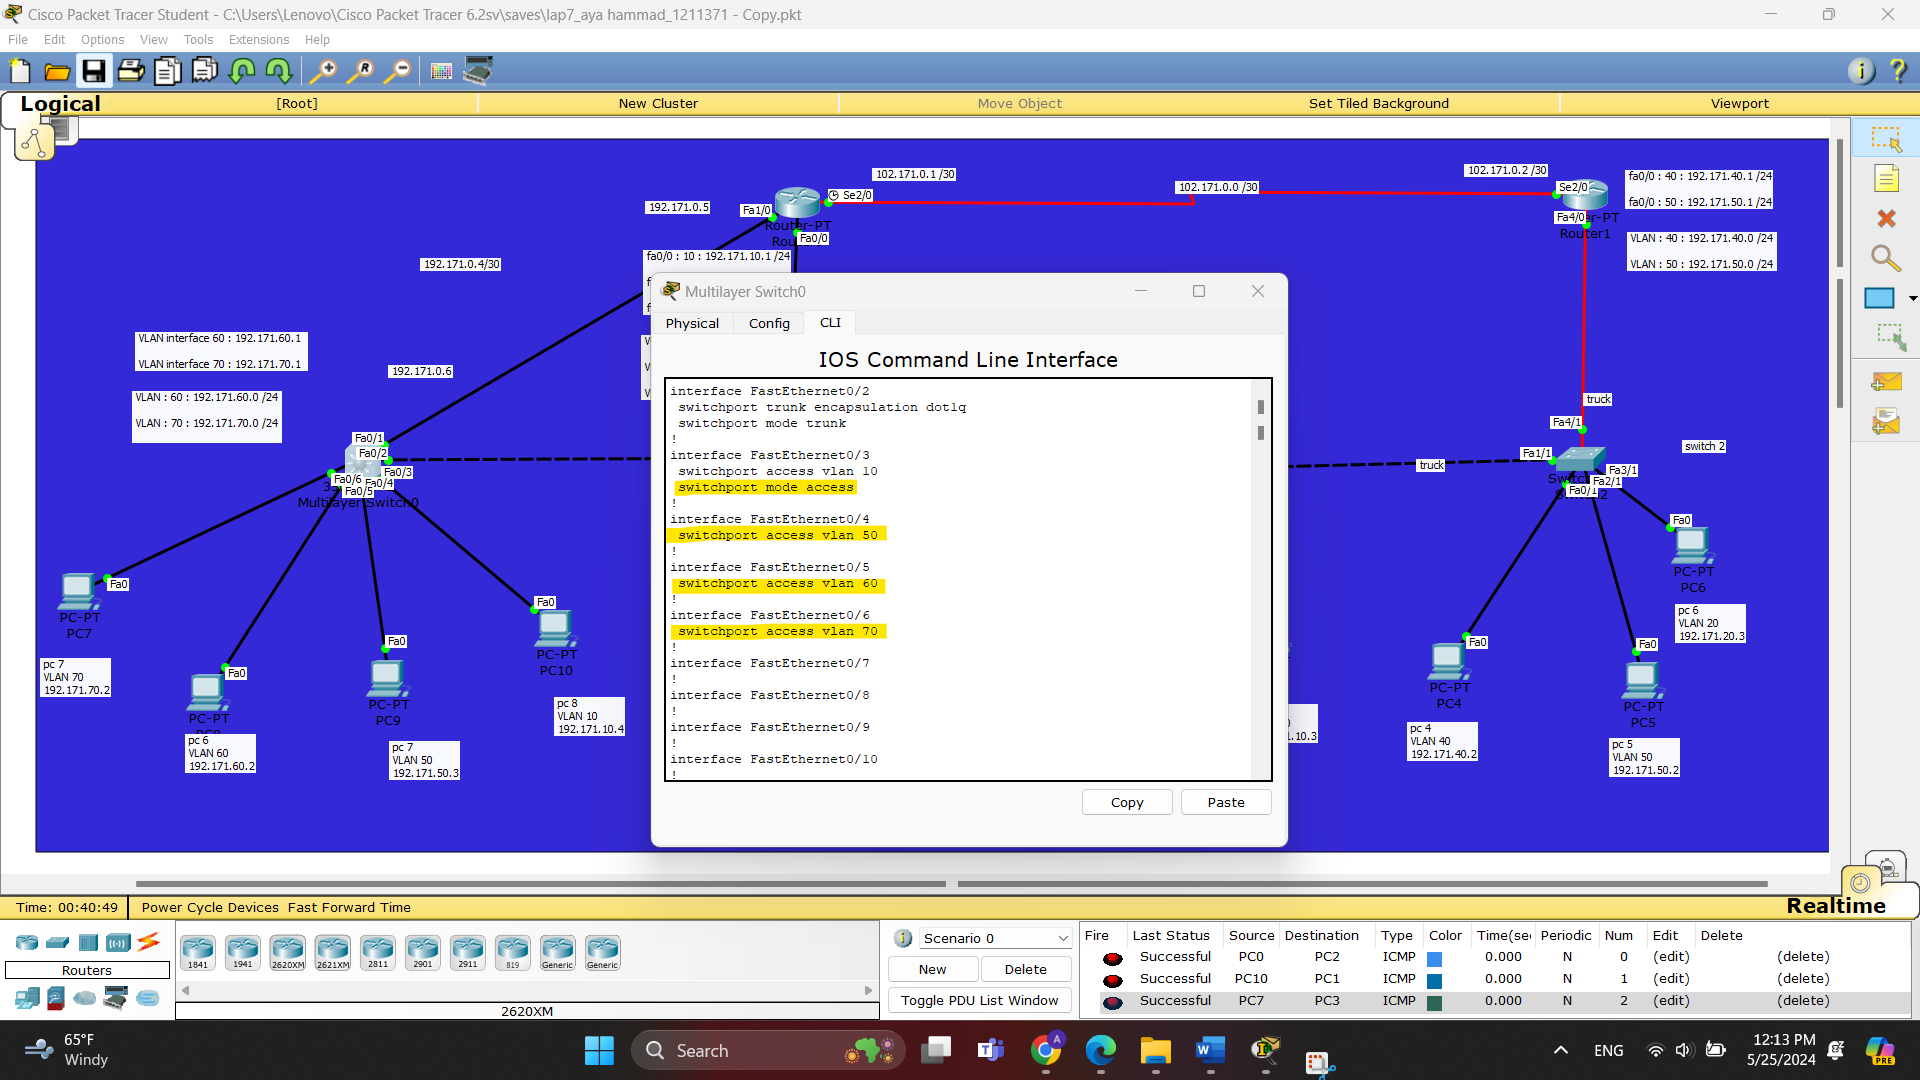 Cisco Packet Tracer Student - C:\Users\Lenovo\Cisco Packet Tracer 6.2sv\saves\lap7_aya hammad_1211371 - Copy.pkt
File Edit Options View Tools Extensions Help
Logical [Root] New Cluster Move Object Set Tiled Background Viewport
102.171.0.1 /30
102.171.0.0 /30
102.171.0.2 /30
fa0/0 : 40 : 192.171.40.1 /24
fa0/0 : 50 : 192.171.50.1 /24
192.171.0.5
Fa1/0
Se2/0
Router-PT
Fa0/0
Se2/0
Fa4/0
Router1
VLAN : 40 : 192.171.40.0 /24
VLAN : 50 : 192.171.50.0 /24
192.171.0.4/30
fa0/0 : 10 : 192.171.10.1 /24
VLAN interface 60 : 192.171.60.1
VLAN interface 70 : 192.171.70.1
192.171.0.6
VLAN : 60 : 192.171.60.0 /24
VLAN : 70 : 192.171.70.0 /24
Fa0/1
Fa0/2
Fa0/3
Fa0/6
Fa0/4
Fa0/5
Multilayer Switch0
truck
Fa4/1
Fa1/1
switch 2
truck
Fa3/1
Fa2/1
Fa0/1
Fa0
PC-PT
PC7
pc 7
VLAN 70
192.171.70.2
Fa0
PC-PT
pc 6
VLAN 60
192.171.60.2
Fa0
PC-PT
PC9
pc 7
VLAN 50
192.171.50.3
Fa0
PC-PT
PC10
pc 8
VLAN 10
192.171.10.4
Fa0
PC-PT
PC4
pc 4
VLAN 40
192.171.40.2
Fa0
PC-PT
PC5
pc 5
VLAN 50
192.171.50.2
Fa0
PC-PT
PC6
pc 6
VLAN 20
192.171.20.3
Multilayer Switch0
Physical Config CLI
IOS Command Line Interface
interface FastEthernet0/2
switchport trunk encapsulation dot1q
switchport mode trunk
!
interface FastEthernet0/3
switchport access vlan 10
switchport mode access
!
interface FastEthernet0/4
switchport access vlan 50
!
interface FastEthernet0/5
switchport access vlan 60
!
interface FastEthernet0/6
switchport access vlan 70
!
interface FastEthernet0/7
!
interface FastEthernet0/8
!
interface FastEthernet0/9
!
interface FastEthernet0/10
!
Copy Paste
Time: 00:40:49 Power Cycle Devices Fast Forward Time
Realtime
Routers
1841 1941 2620XM 2621XM 2811 2901 2911 819 Generic Generic
2620XM
Scenario 0
New Delete
Toggle PDU List Window
Fire Last Status Source Destination Type Color Time(sec Periodic Num Edit Delete
Successful PC0 PC2 ICMP 0.000 N 0 (edit) (delete)
Successful PC10 PC1 ICMP 0.000 N 1 (edit) (delete)
Successful PC7 PC3 ICMP 0.000 N 2 (edit) (delete)
65°F
Windy
Search
ENG
12:13 PM
5/25/2024